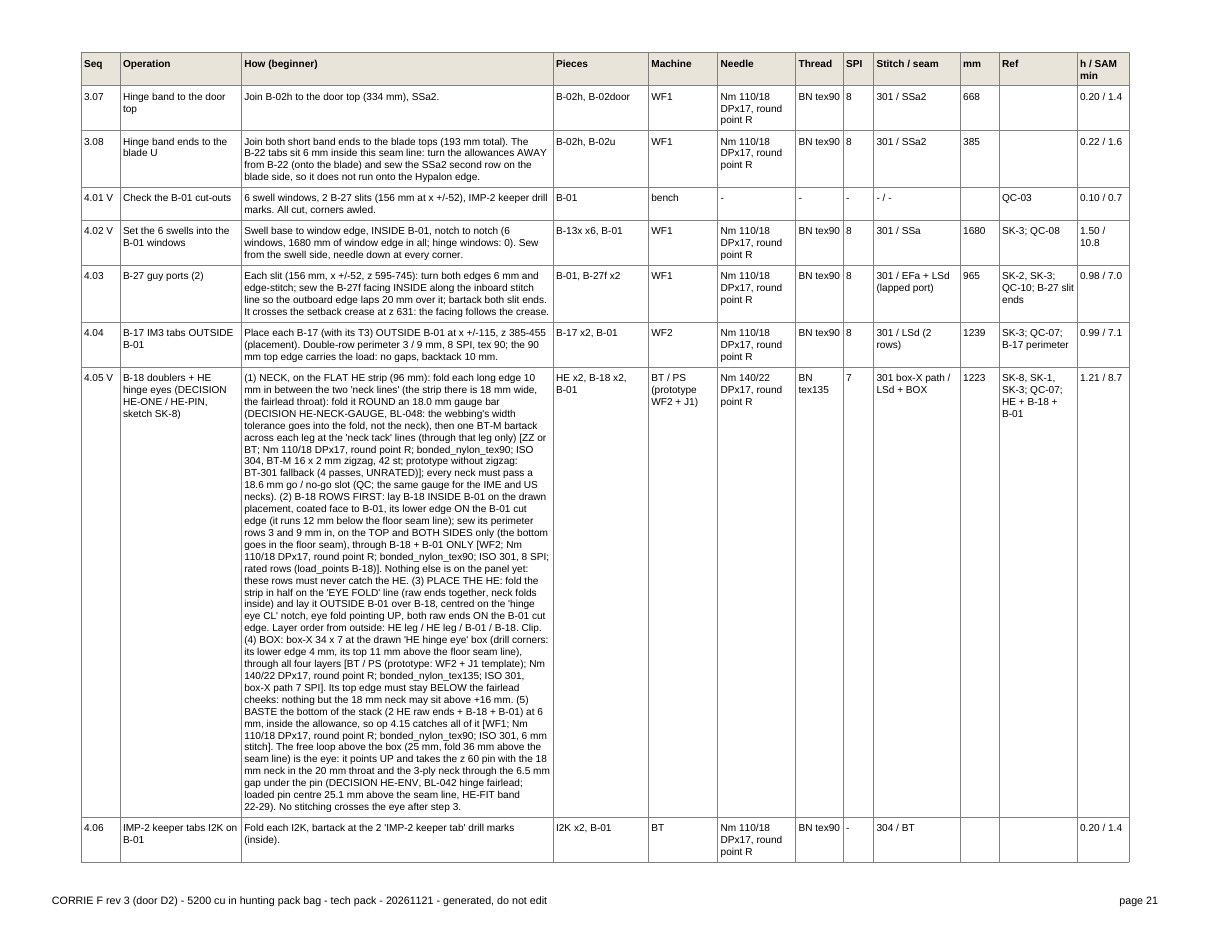 Seq Operation How (beginner) Pieces Machine Needle Thread SPI Stitch / seam mm Ref h / SAM min
3.07 Hinge band to the door top
Join B-02h to the door top (334 mm), SSa2.
B-02h, B-02door
WF1
Nm 110/18 DPx17, round point R
BN tex90
8
301 / SSa2
668
0.20 / 1.4
3.08 Hinge band ends to the blade U
Join both short band ends to the blade tops (193 mm total). The
B-22 tabs sit 6 mm inside this seam line: turn the allowances AWAY
from B-22 (onto the blade) and sew the SSa2 second row on the
blade side, so it does not run onto the Hypalon edge.
B-02h, B-02u
WF1
Nm 110/18 DPx17, round point R
BN tex90
8
301 / SSa2
385
0.22 / 1.6
4.01 V Check the B-01 cut-outs
6 swell windows, 2 B-27 slits (156 mm at x +/-52), IMP-2 keeper drill
marks. All cut, corners awled.
B-01
bench
-
-
-
- / -
QC-03
0.10 / 0.7
4.02 V Set the 6 swells into the B-01 windows
Swell base to window edge, INSIDE B-01, notch to notch (6
windows, 1680 mm of window edge in all; hinge windows: 0). Sew
from the swell side, needle down at every corner.
B-13x x6, B-01
WF1
Nm 110/18 DPx17, round point R
BN tex90
8
301 / SSa
1680
SK-3; QC-08
1.50 / 10.8
4.03 B-27 guy ports (2)
Each slit (156 mm, x +/-52, z 595-745): turn both edges 6 mm and
edge-stitch; sew the B-27f facing INSIDE along the inboard stitch
line so the outboard edge laps 20 mm over it; bartack both slit ends.
It crosses the setback crease at z 631: the facing follows the crease.
B-01, B-27f x2
WF1
Nm 110/18 DPx17, round point R
BN tex90
8
301 / EFa + LSd (lapped port)
965
SK-2, SK-3; QC-10; B-27 slit ends
0.98 / 7.0
4.04 B-17 IM3 tabs OUTSIDE B-01
Place each B-17 (with its T3) OUTSIDE B-01 at x +/-115, z 385-455
(placement). Double-row perimeter 3 / 9 mm, 8 SPI, tex 90; the 90
mm top edge carries the load: no gaps, backtack 10 mm.
B-17 x2, B-01
WF2
Nm 110/18 DPx17, round point R
BN tex90
8
301 / LSd (2 rows)
1239
SK-3; QC-07; B-17 perimeter
0.99 / 7.1
4.05 V B-18 doublers + HE hinge eyes (DECISION HE-ONE / HE-PIN, sketch SK-8)
(1) NECK, on the FLAT HE strip (96 mm): fold each long edge 10
mm in between the two 'neck lines' (the strip there is 18 mm wide,
the fairlead throat): fold it ROUND an 18.0 mm gauge bar
(DECISION HE-NECK-GAUGE, BL-048: the webbing's width
tolerance goes into the fold, not the neck), then one BT-M bartack
across each leg at the 'neck tack' lines (through that leg only) [ZZ or
BT; Nm 110/18 DPx17, round point R; bonded_nylon_tex90; ISO
304, BT-M 16 x 2 mm zigzag, 42 st; prototype without zigzag:
BT-301 fallback (4 passes, UNRATED)]; every neck must pass a
18.6 mm go / no-go slot (QC; the same gauge for the IME and US
necks). (2) B-18 ROWS FIRST: lay B-18 INSIDE B-01 on the drawn
placement, coated face to B-01, its lower edge ON the B-01 cut
edge (it runs 12 mm below the floor seam line); sew its perimeter
rows 3 and 9 mm in, on the TOP and BOTH SIDES only (the bottom
goes in the floor seam), through B-18 + B-01 ONLY [WF2; Nm
110/18 DPx17, round point R; bonded_nylon_tex90; ISO 301, 8 SPI;
rated rows (load_points B-18)]. Nothing else is on the panel yet:
these rows must never catch the HE. (3) PLACE THE HE: fold the
strip in half on the 'EYE FOLD' line (raw ends together, neck folds
inside) and lay it OUTSIDE B-01 over B-18, centred on the 'hinge
eye CL' notch, eye fold pointing UP, both raw ends ON the B-01 cut
edge. Layer order from outside: HE leg / HE leg / B-01 / B-18. Clip.
(4) BOX: box-X 34 x 7 at the drawn 'HE hinge eye' box (drill corners:
its lower edge 4 mm, its top 11 mm above the floor seam line),
through all four layers [BT / PS (prototype: WF2 + J1 template); Nm
140/22 DPx17, round point R; bonded_nylon_tex135; ISO 301,
box-X path 7 SPI]. Its top edge must stay BELOW the fairlead
cheeks: nothing but the 18 mm neck may sit above +16 mm. (5)
BASTE the bottom of the stack (2 HE raw ends + B-18 + B-01) at 6
mm, inside the allowance, so op 4.15 catches all of it [WF1; Nm
110/18 DPx17, round point R; bonded_nylon_tex90; ISO 301, 6 mm
stitch]. The free loop above the box (25 mm, fold 36 mm above the
seam line) is the eye: it points UP and takes the z 60 pin with the 18
mm neck in the 20 mm throat and the 3-ply neck through the 6.5 mm
gap under the pin (DECISION HE-ENV, BL-042 hinge fairlead;
loaded pin centre 25.1 mm above the seam line, HE-FIT band
22-29). No stitching crosses the eye after step 3.
HE x2, B-18 x2, B-01
BT / PS (prototype WF2 + J1)
Nm 140/22 DPx17, round point R
BN tex135
7
301 box-X path / LSd + BOX
1223
SK-8, SK-1, SK-3; QC-07; HE + B-18 + B-01
1.21 / 8.7
4.06 IMP-2 keeper tabs I2K on B-01
Fold each I2K, bartack at the 2 'IMP-2 keeper tab' drill marks
(inside).
I2K x2, B-01
BT
Nm 110/18 DPx17, round point R
BN tex90
-
304 / BT
0.20 / 1.4
CORRIE F rev 3 (door D2) - 5200 cu in hunting pack bag - tech pack - 20261121 - generated, do not edit
page 21